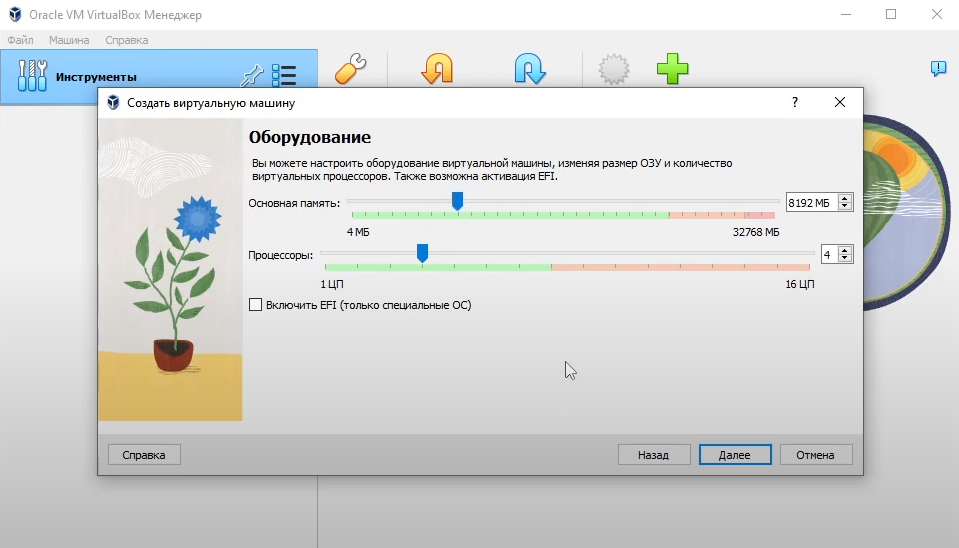 Oracle VM VirtualBox Менеджер
Файл Машина Справка
Инструменты
Создать виртуальную машину
?
Оборудование
Вы можете настроить оборудование виртуальной машины, изменяя размер ОЗУ и количество
виртуальных процессоров. Также возможна активация EFI.
Основная память: 8192 МБ
4 МБ 32768 МБ
Процессоры: 4
1 ЦП 16 ЦП
Включить EFI (только специальные ОС)
Справка Назад Далее Отмена